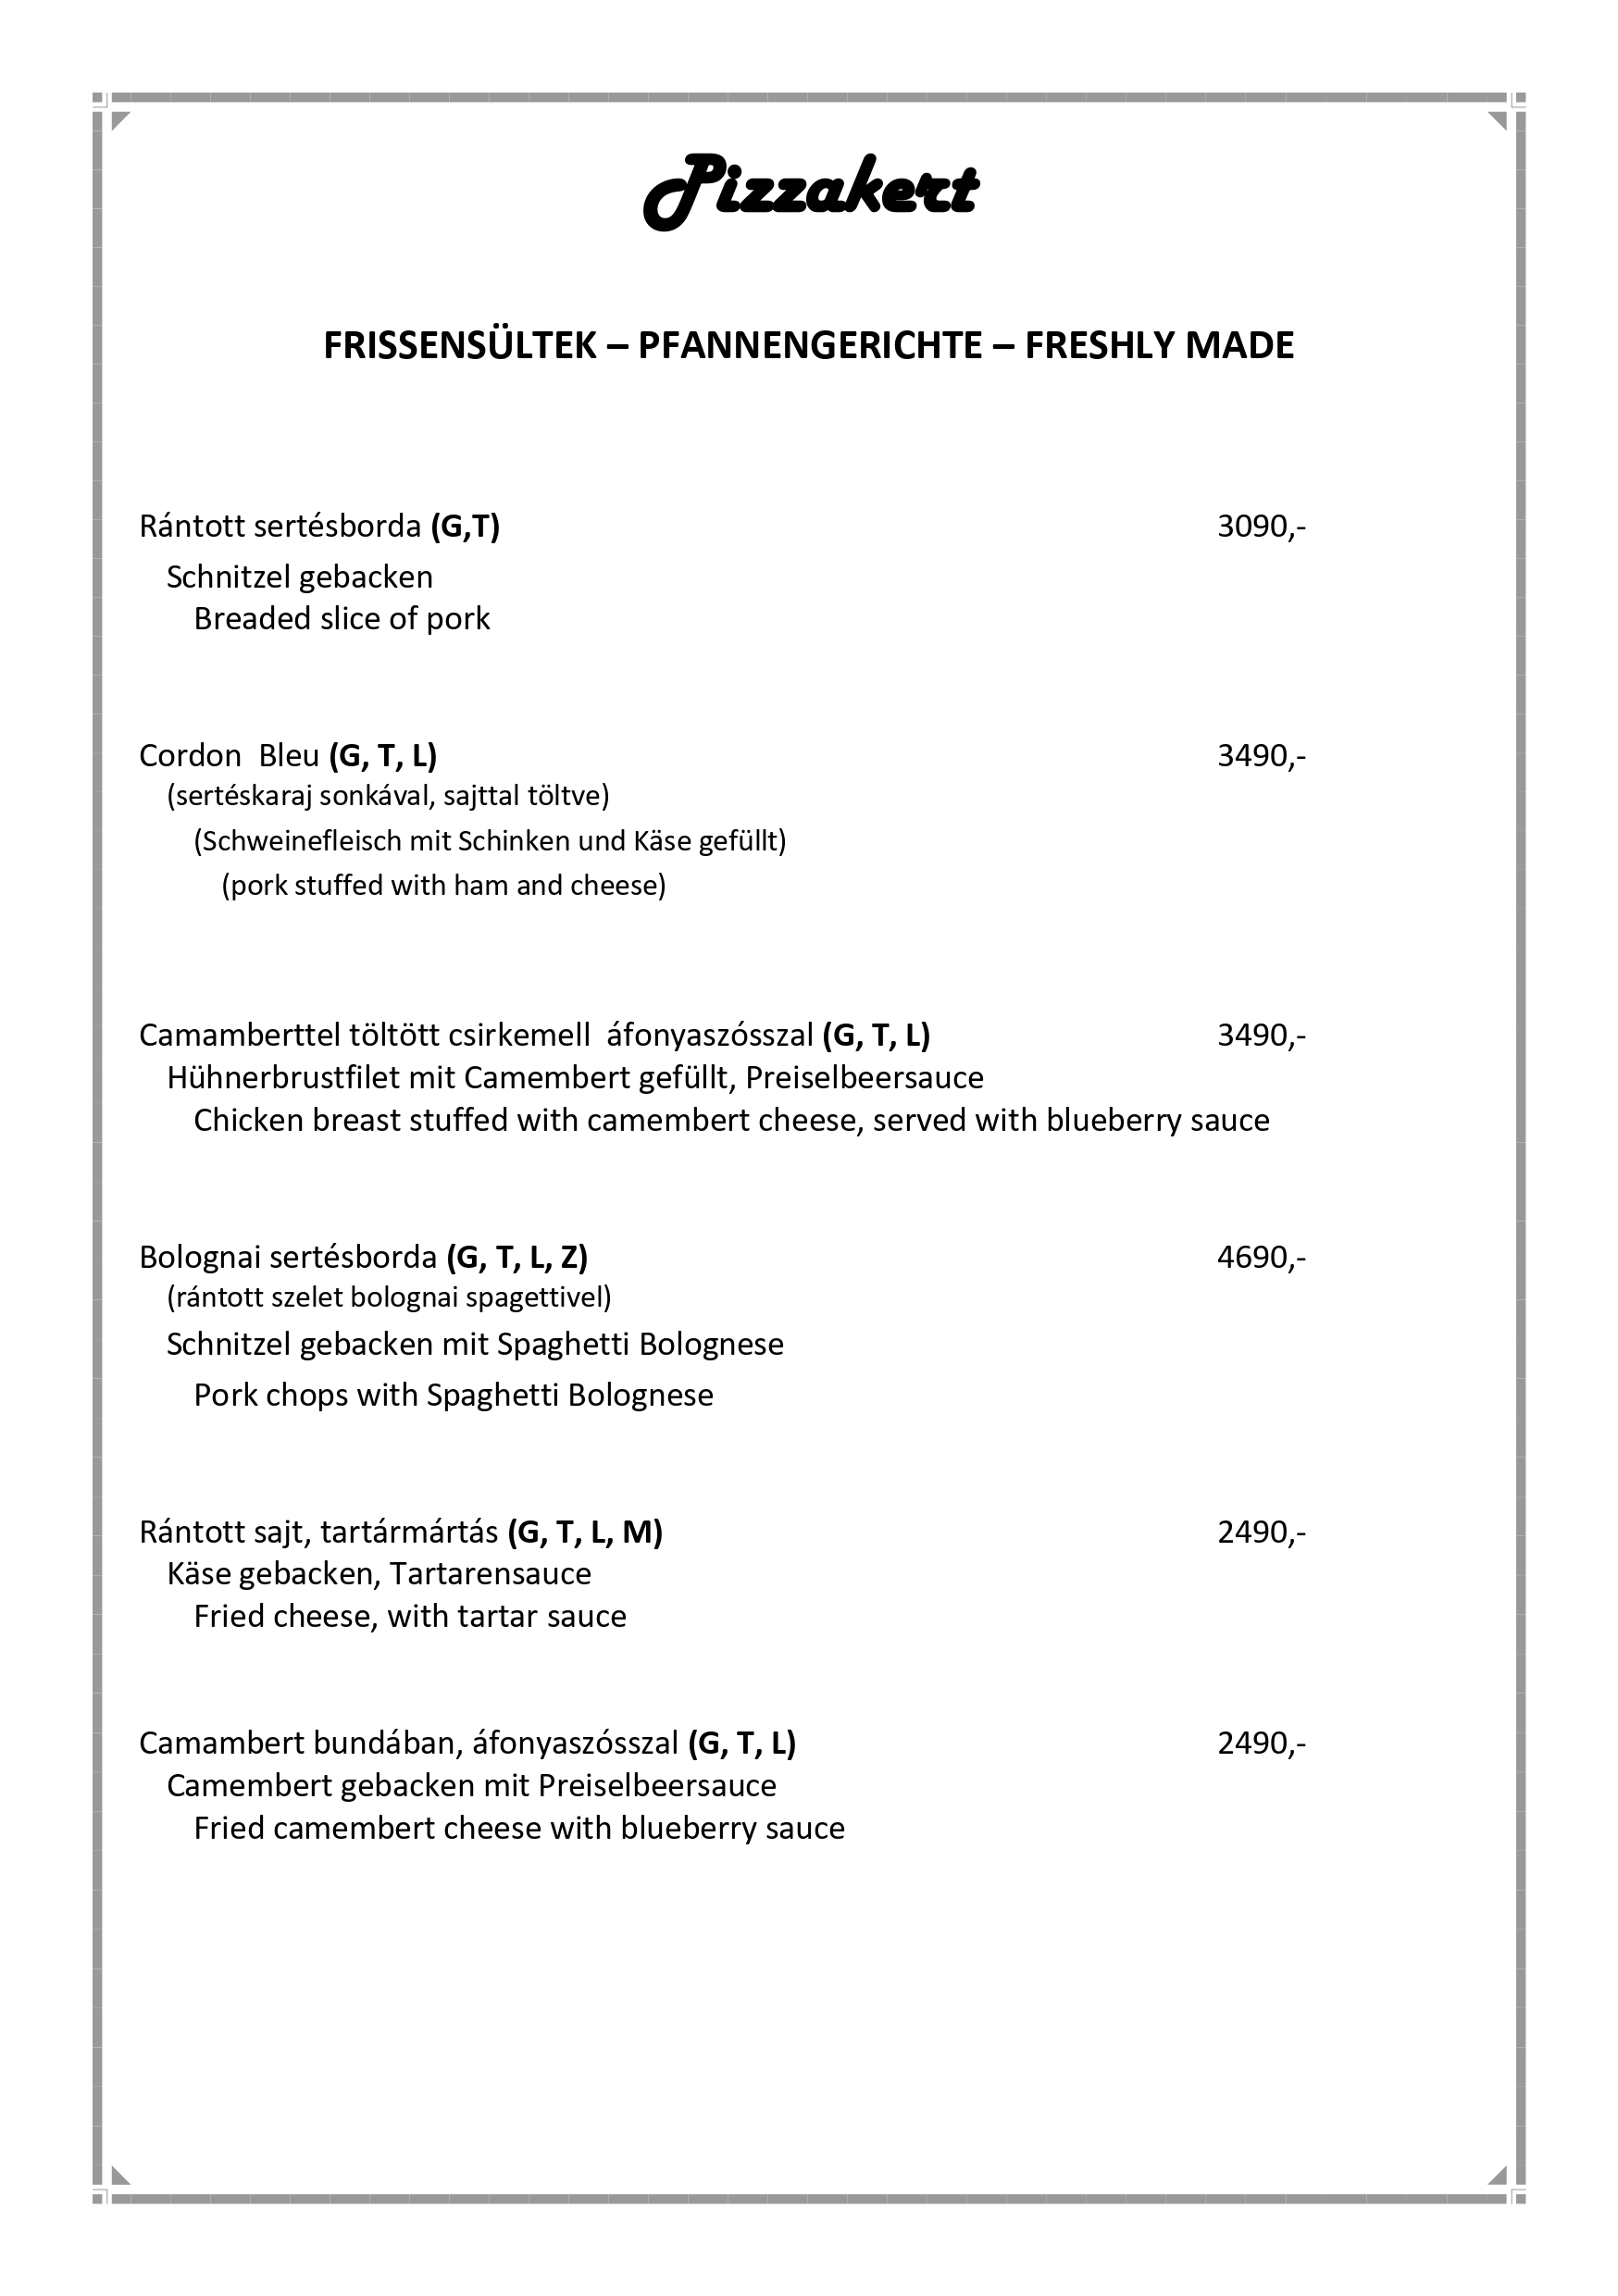 Pizzakert
FRISSENSÜLTEK – PFANNENGERICHTE – FRESHLY MADE
Rántott sertésborda (G,T) 3090,-
Schnitzel gebacken
Breaded slice of pork
Cordon Bleu (G, T, L) 3490,-
(sertéskaraj sonkával, sajttal töltve)
(Schweinefleisch mit Schinken und Käse gefüllt)
(pork stuffed with ham and cheese)
Camamberttel töltött csirkemell áfonyaszósszal (G, T, L) 3490,-
Hühnerbrustfilet mit Camembert gefüllt, Preiselbeersauce
Chicken breast stuffed with camembert cheese, served with blueberry sauce
Bolognai sertésborda (G, T, L, Z) 4690,-
(rántott szelet bolognai spagettivel)
Schnitzel gebacken mit Spaghetti Bolognese
Pork chops with Spaghetti Bolognese
Rántott sajt, tartármártás (G, T, L, M) 2490,-
Käse gebacken, Tartarensauce
Fried cheese, with tartar sauce
Camambert bundában, áfonyaszósszal (G, T, L) 2490,-
Camembert gebacken mit Preiselbeersauce
Fried camembert cheese with blueberry sauce